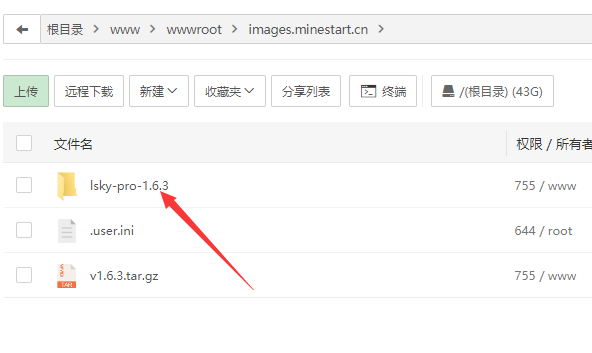 根目录 > www > wwwroot > images.minestart.cn >
上传 远程下载 新建 收藏夹 分享列表 终端 /(根目录) (43G)
文件名 权限 / 所有者
lsky-pro-1.6.3 755 / www
.user.ini 644 / root
v1.6.3.tar.gz 755 / www